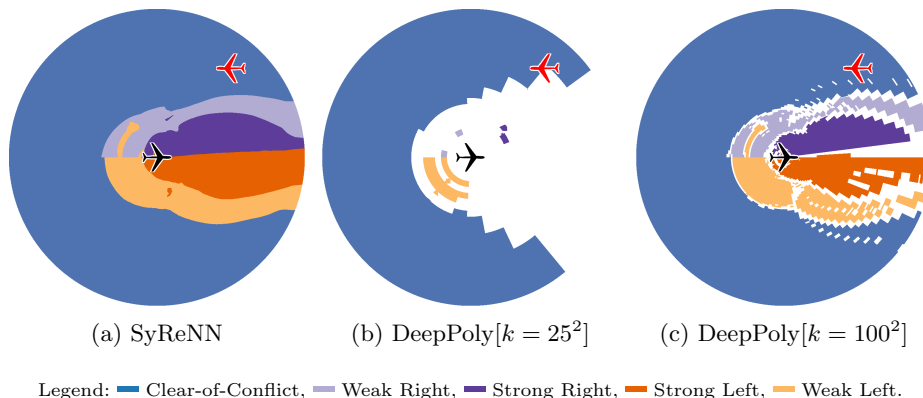 (a) SyReNN
(b) DeepPoly[k = 25²]
(c) DeepPoly[k = 100²]
Legend: Clear-of-Conflict, Weak Right, Strong Right, Strong Left, Weak Left.